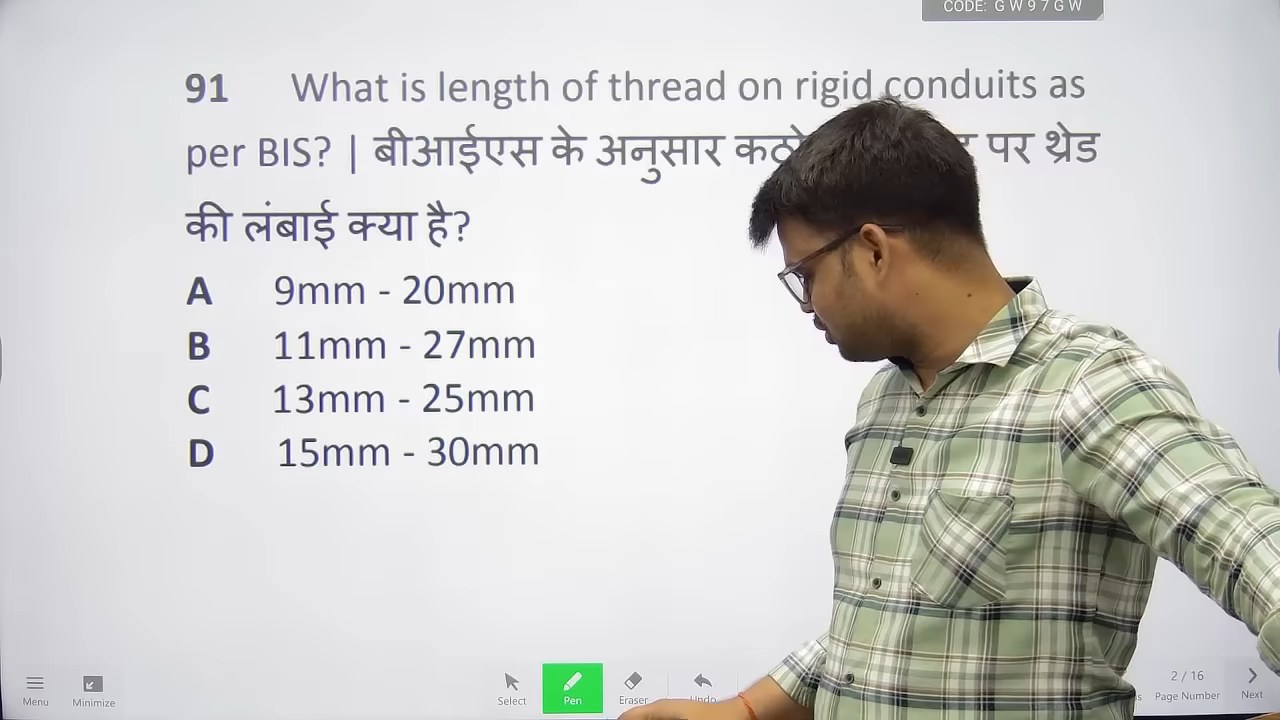 CODE: G W 9 7 G W
91 What is length of thread on rigid conduits as
per BIS? | बीआईएस के अनुसार पर थ्रेड
की लंबाई क्या है?
A 9mm - 20mm
B 11mm - 27mm
C 13mm - 25mm
D 15mm - 30mm
Menu Minimize Select Pen Eraser Undo 2 / 16 Page Number Next